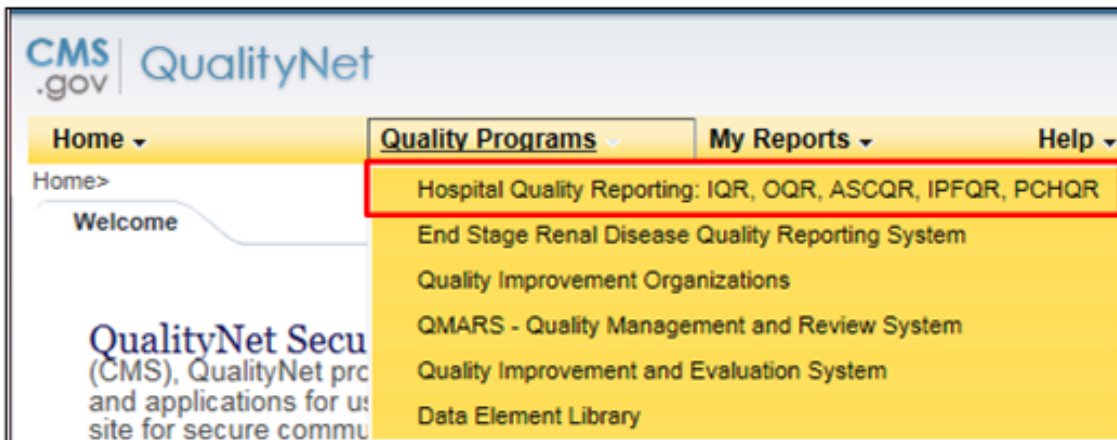 CMS .gov QualityNet
Home Quality Programs My Reports Help
Home>
Hospital Quality Reporting: IQR, OQR, ASCQR, IPFQR, PCHQR
Welcome
End Stage Renal Disease Quality Reporting System
Quality Improvement Organizations
QMARS - Quality Management and Review System
Quality Improvement and Evaluation System
Data Element Library
QualityNet Secu
(CMS), QualityNet pro
and applications for us
site for secure commu